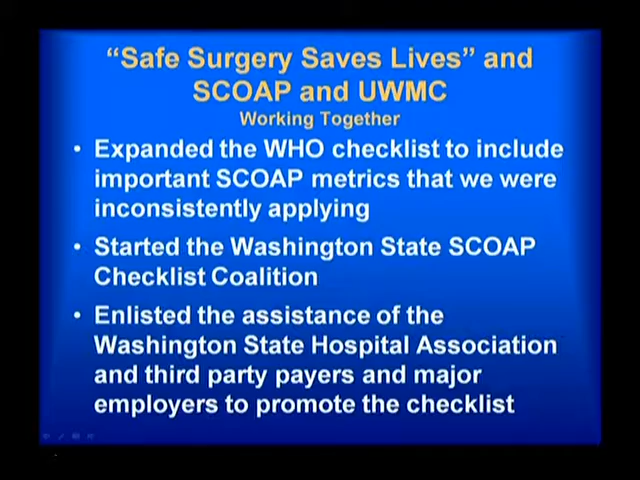 “Safe Surgery Saves Lives” and
SCOAP and UWMC
Working Together
• Expanded the WHO checklist to include
important SCOAP metrics that we were
inconsistently applying
• Started the Washington State SCOAP
Checklist Coalition
• Enlisted the assistance of the
Washington State Hospital Association
and third party payers and major
employers to promote the checklist